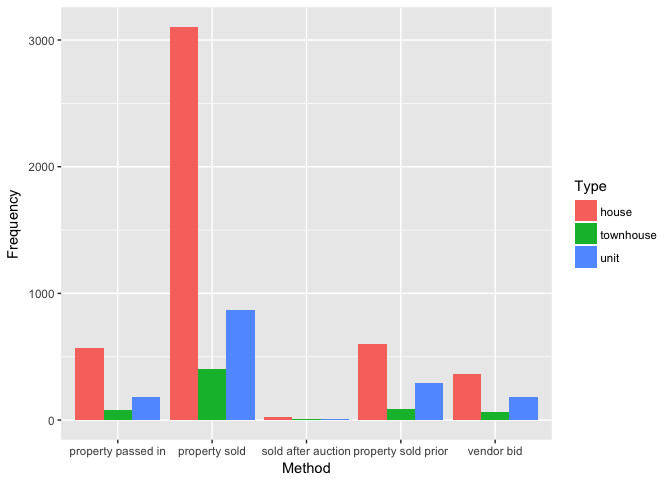 3000
2000
1000
0
Frequency
property passed in
property sold
sold after auction
property sold prior
vendor bid
Method
Type
house
townhouse
unit